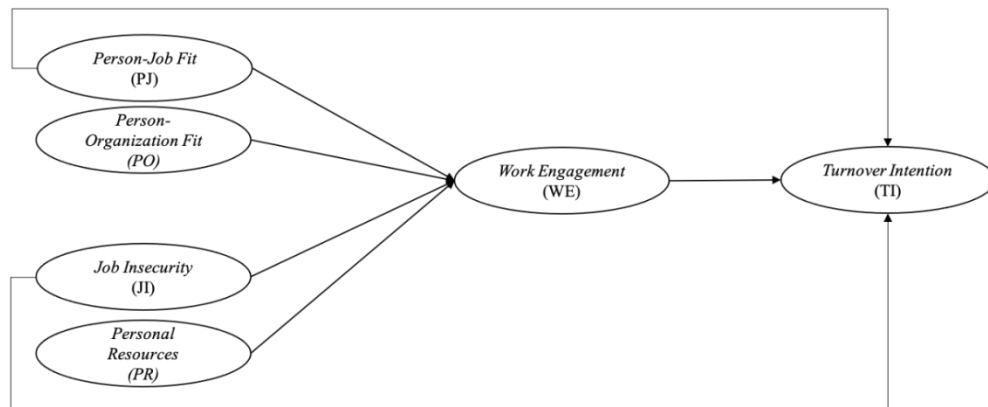 Person-Job Fit
(PJ)
Person-
Organization Fit
(PO)
Work Engagement
(WE)
Turnover Intention
(TI)
Job Insecurity
(JI)
Personal
Resources
(PR)